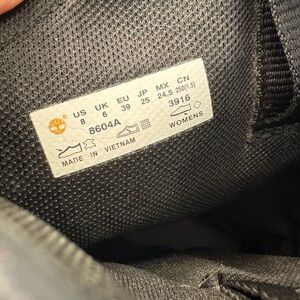 US UK EU JP MX CN
8 6 39 25 24,5 250(1.5)
8604A 3916
WOMENS
MADE IN VIETNAM